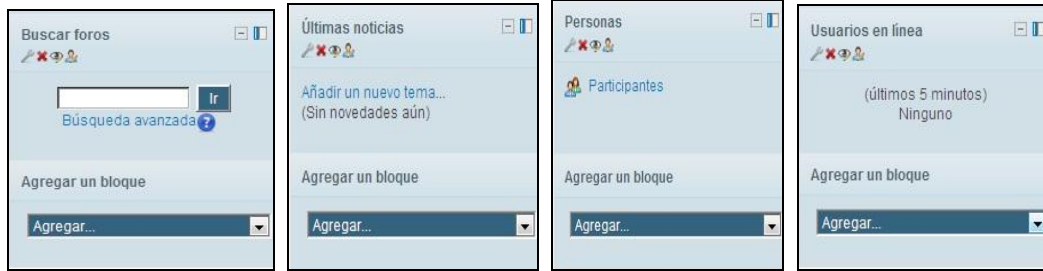 Buscar foros
Ir
Búsqueda avanzada
Agregar un bloque
Agregar...
Últimas noticias
Añadir un nuevo tema...
(Sin novedades aún)
Agregar un bloque
Agregar...
Personas
Participantes
Agregar un bloque
Agregar...
Usuarios en línea
(últimos 5 minutos)
Ninguno
Agregar un bloque
Agregar...